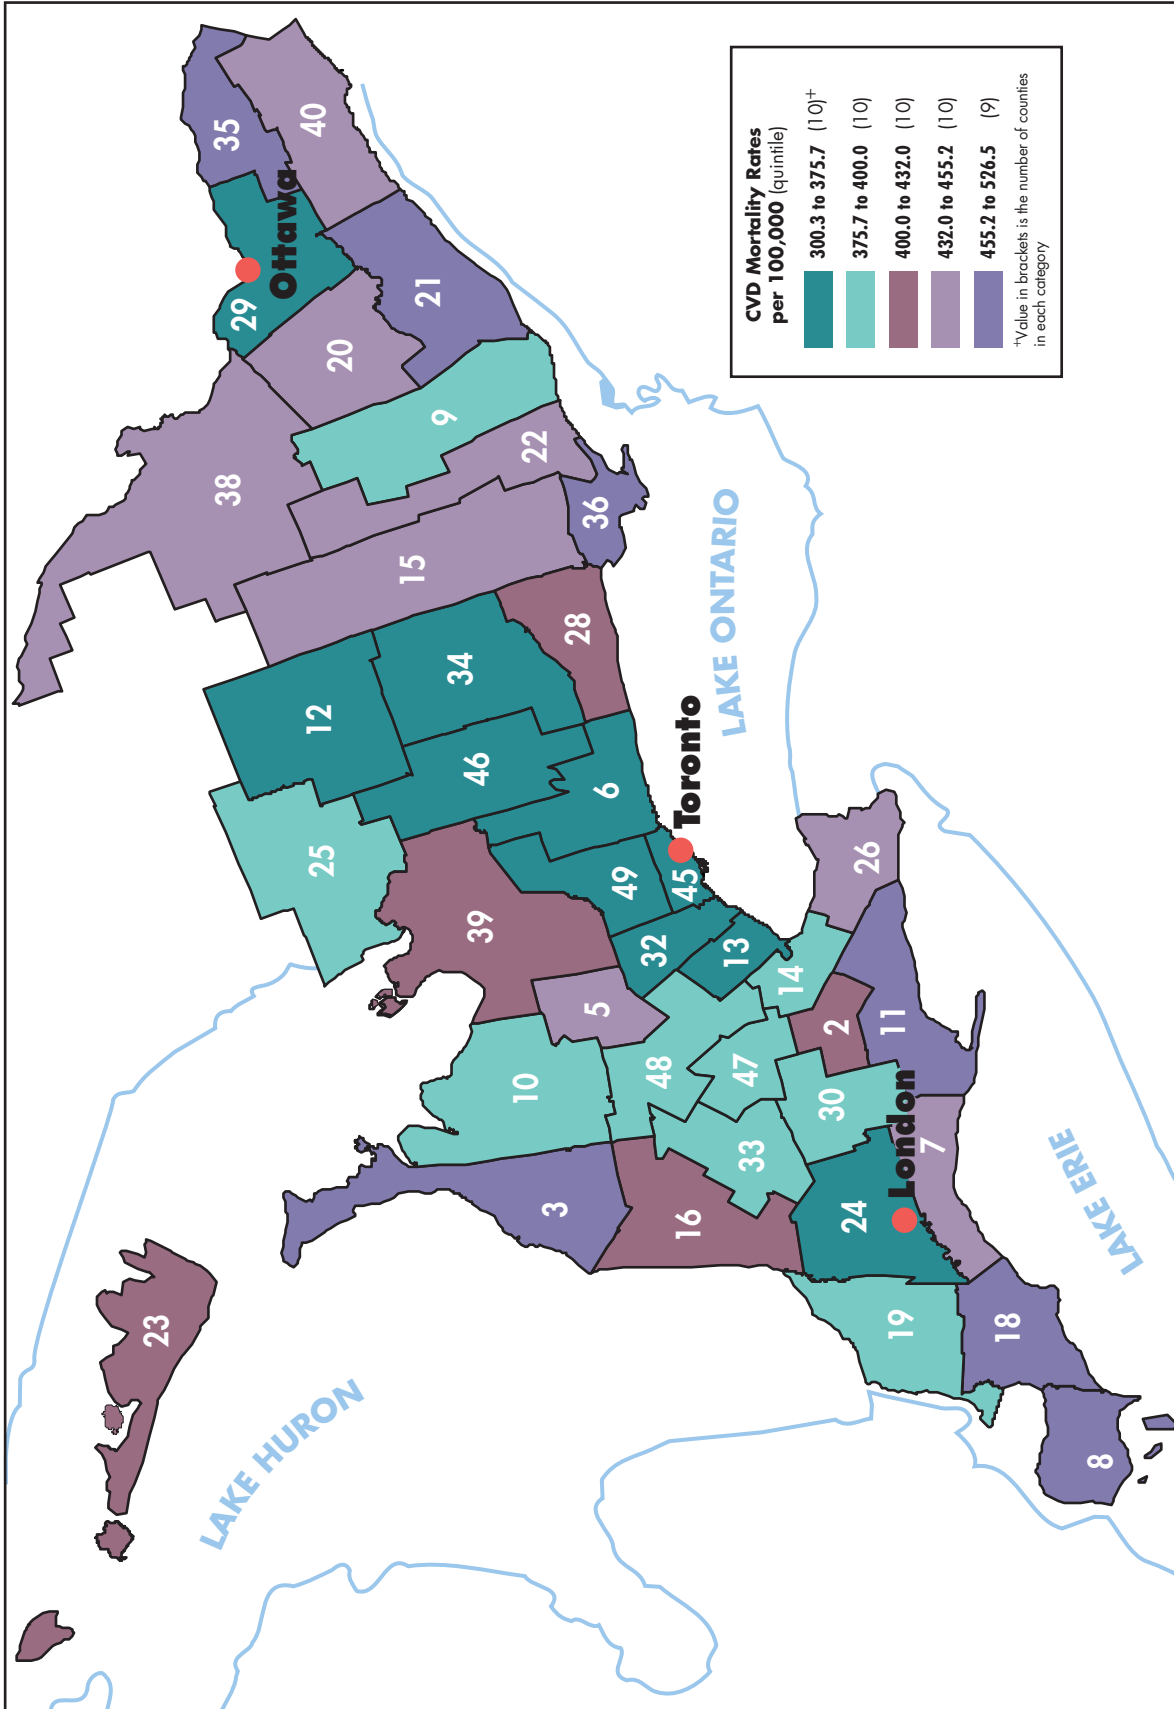 35
38
29
Ottawa
40
23
12
25
20
LAKE HURON
15
21
9
34
46
39
10
22
3
28
36
5
6
49
32
48
45
Toronto
16
LAKE ONTARIO
13
47
33
14
30
2
24
26
11
19
London
7
18
8
LAKE ERIE
CVD Mortality Rates
per 100,000 (quintile)
300.3 to 375.7 (10)+
375.7 to 400.0 (10)
400.0 to 432.0 (10)
432.0 to 455.2 (10)
455.2 to 526.5 (9)
+Value in brackets is the number of counties
in each category